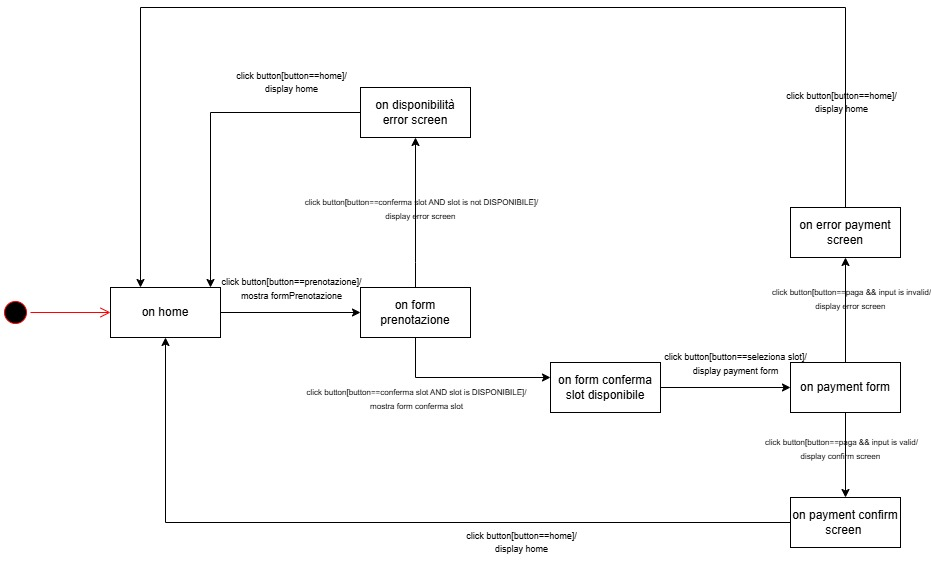 click button[button==home]/
display home
on disponibilità
error screen
click button[button==home]/
display home
click button[button==conferma slot AND slot is not DISPONIBILE]/
display error screen
on error payment
screen
click button[button==prenotazione]/
mostra formPrenotazione
on home
on form
prenotazione
click button[button==paga && input is invalid/
display error screen
click button[button==seleziona slot]/
display payment form
on form conferma
slot disponibile
on payment form
click button[button==conferma slot AND slot is DISPONIBILE]/
mostra form conferma slot
click button[button==paga && input is valid/
display confirm screen
on payment confirm
screen
click button[button==home]/
display home